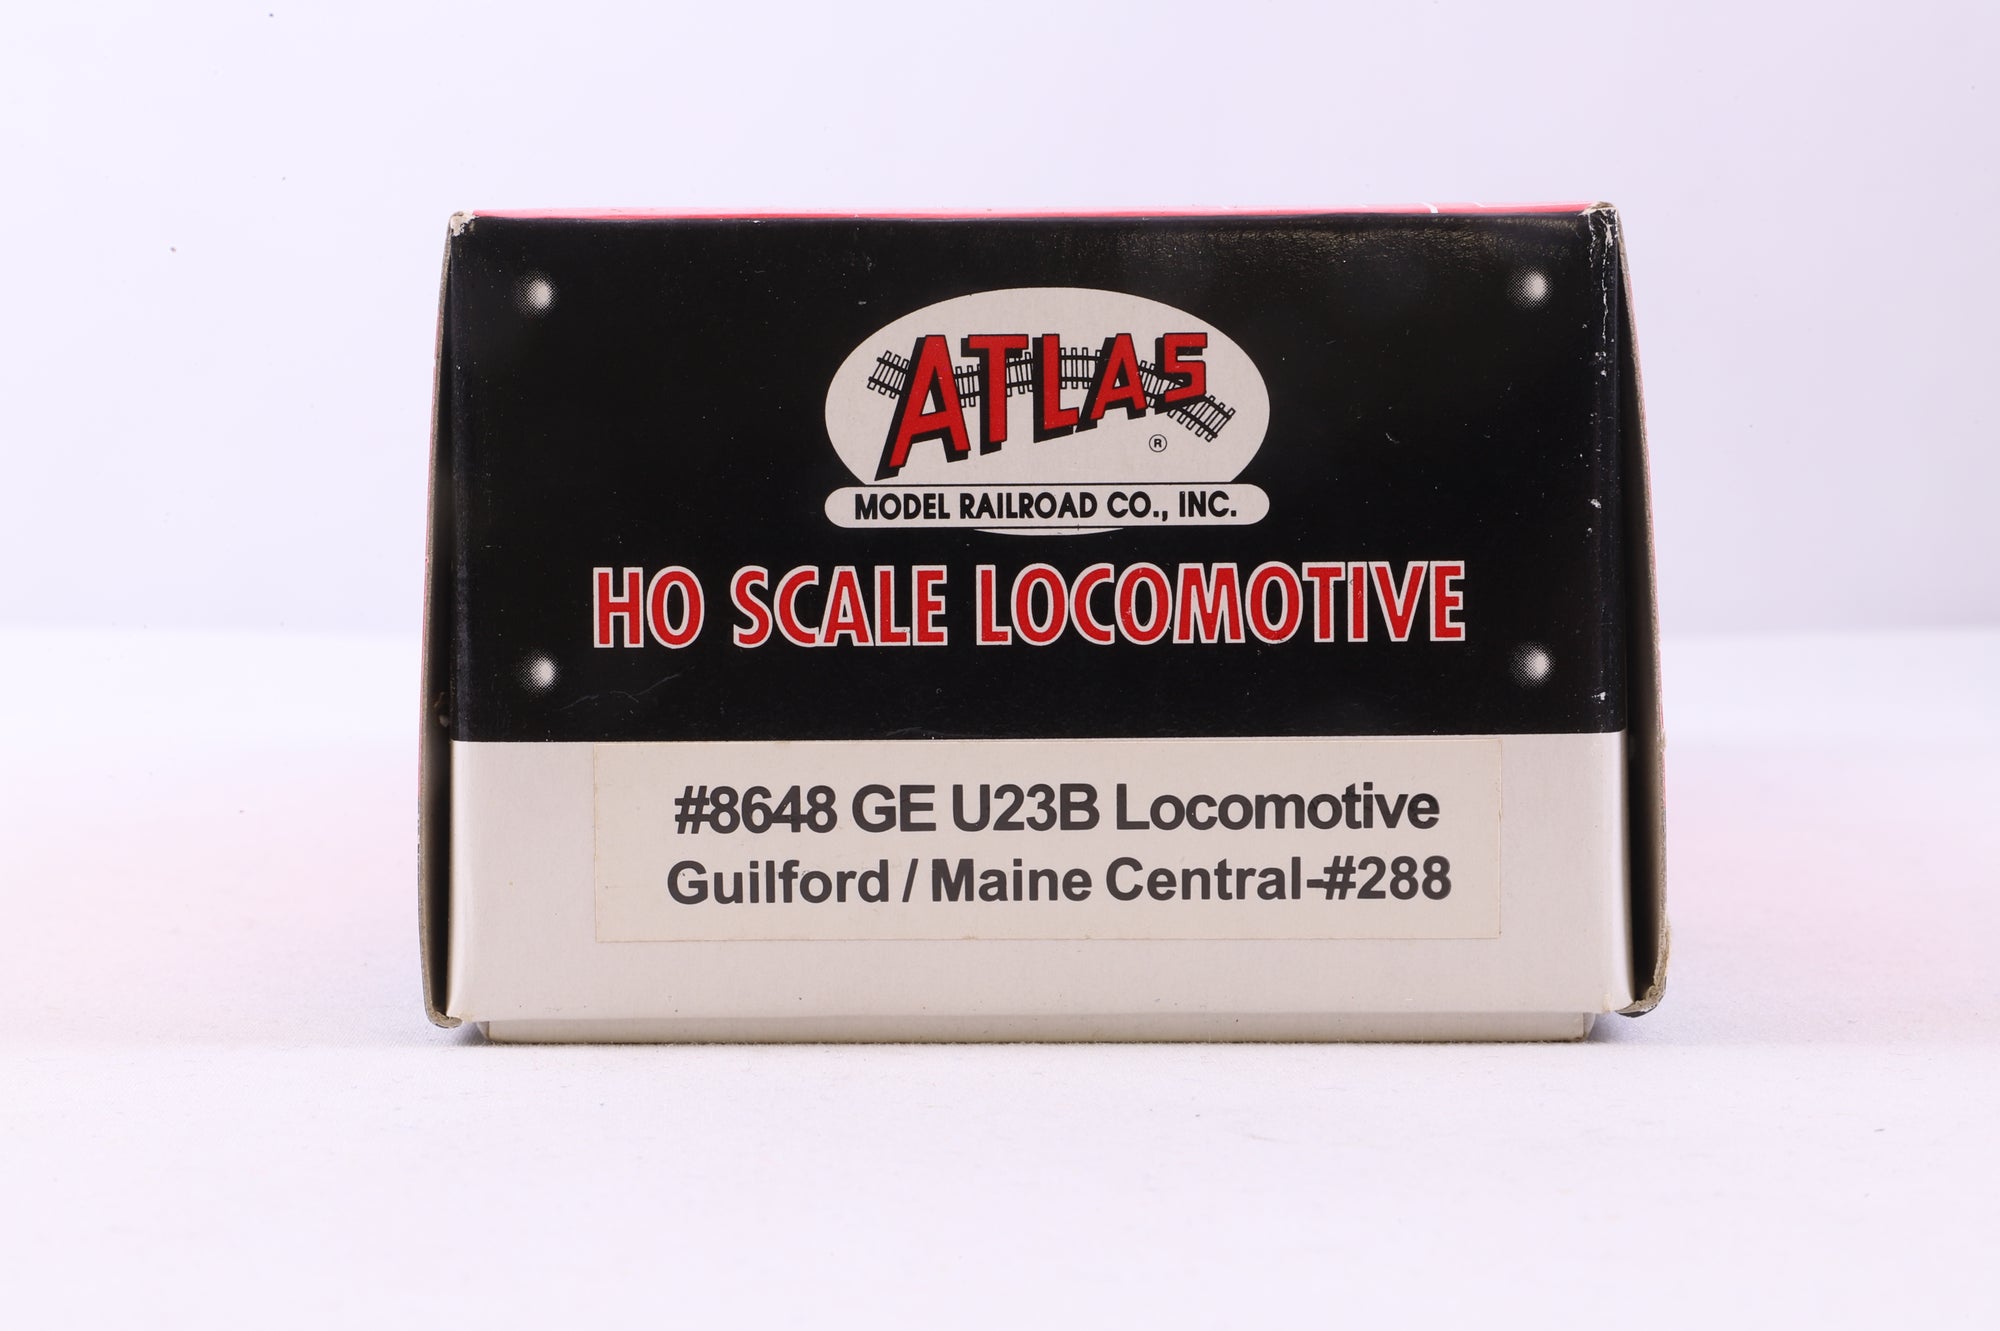 ATLAS
®
MODEL RAILROAD CO., INC.
HO SCALE LOCOMOTIVE
#8648 GE U23B Locomotive
Guilford / Maine Central-#288